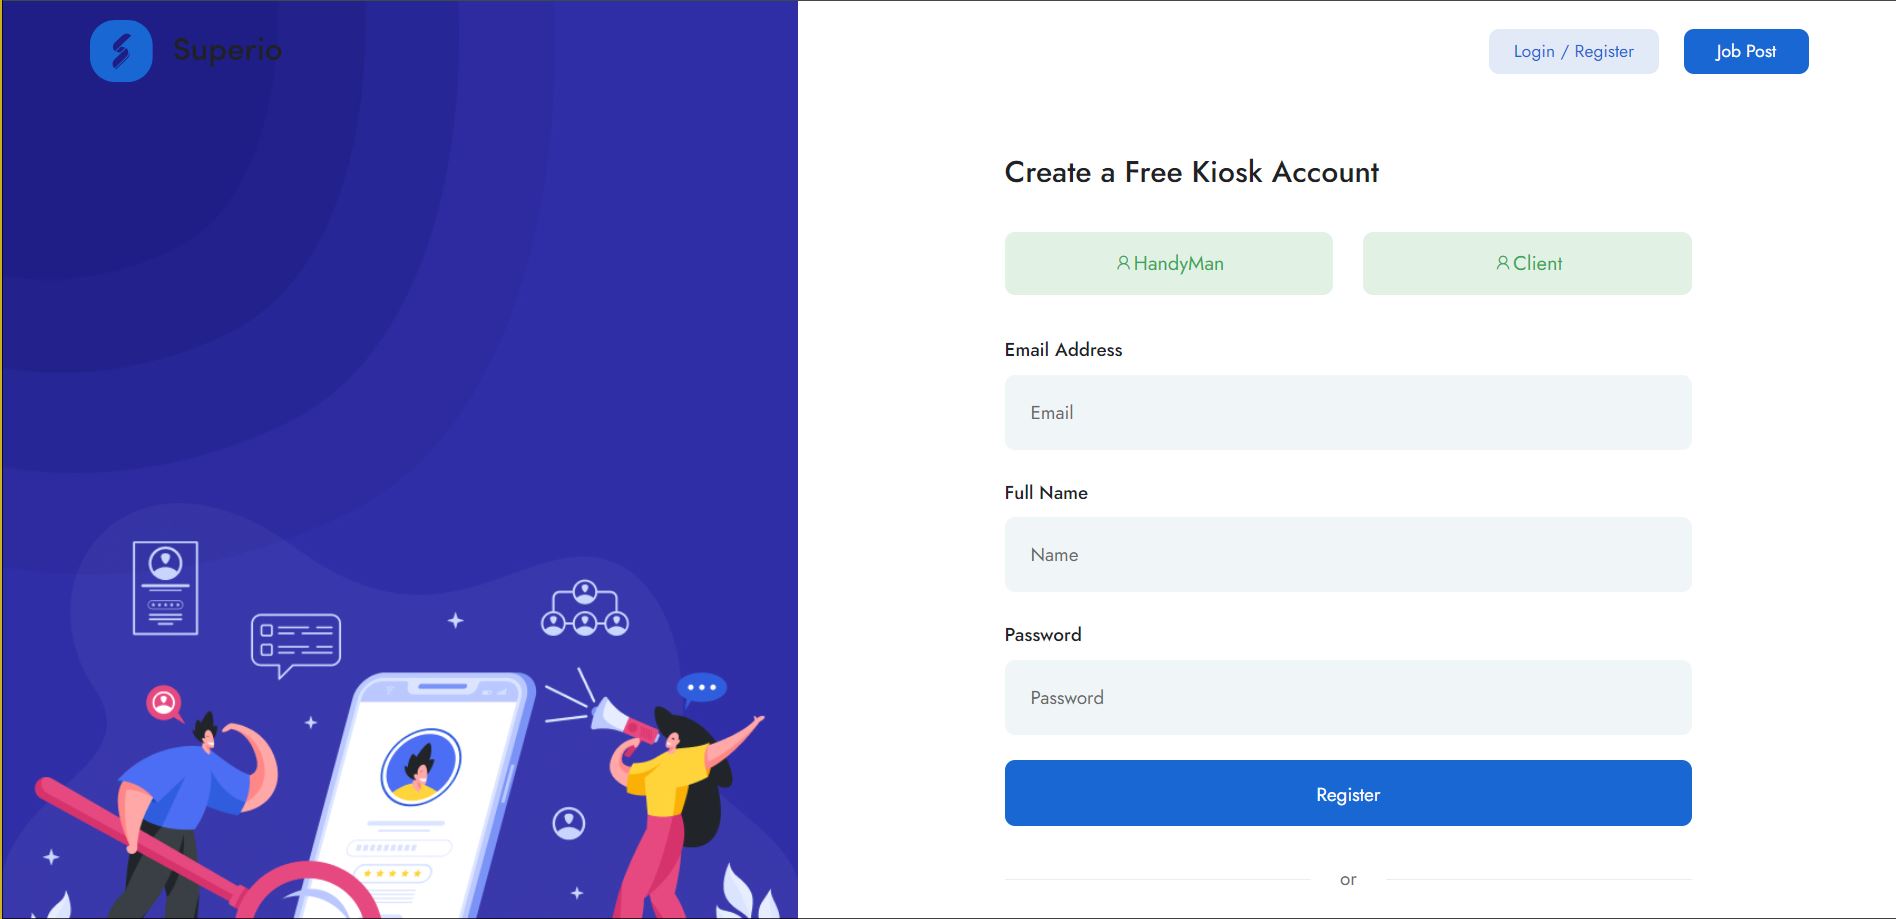 Superio
Login / Register
Job Post
Create a Free Kiosk Account
HandyMan
Client
Email Address
Email
Full Name
Name
Password
Password
Register
or